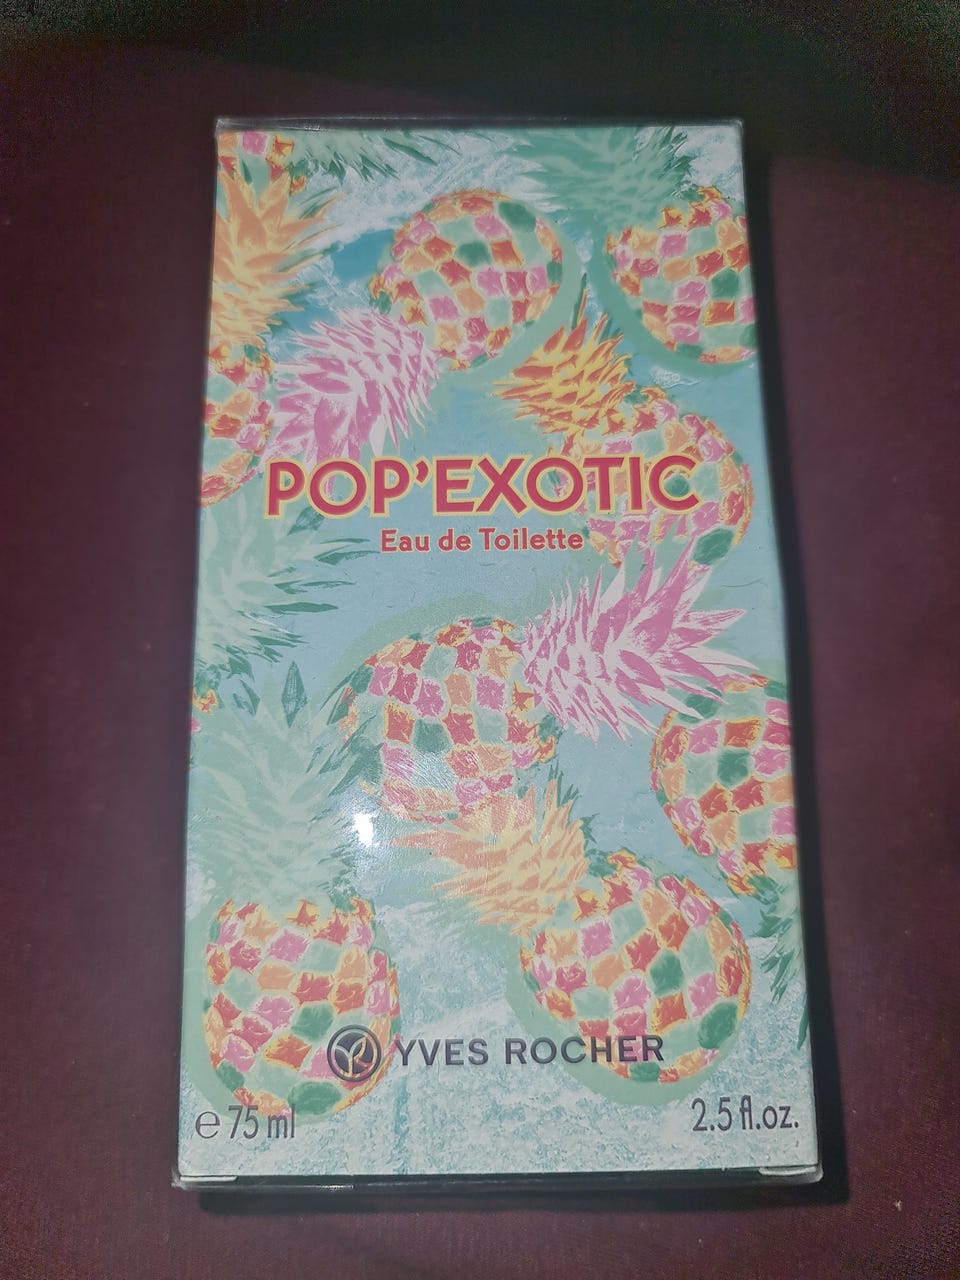 POP'EXOTIC
Eau de Toilette
YVES ROCHER
℮ 75 ml
2.5 fl.oz.